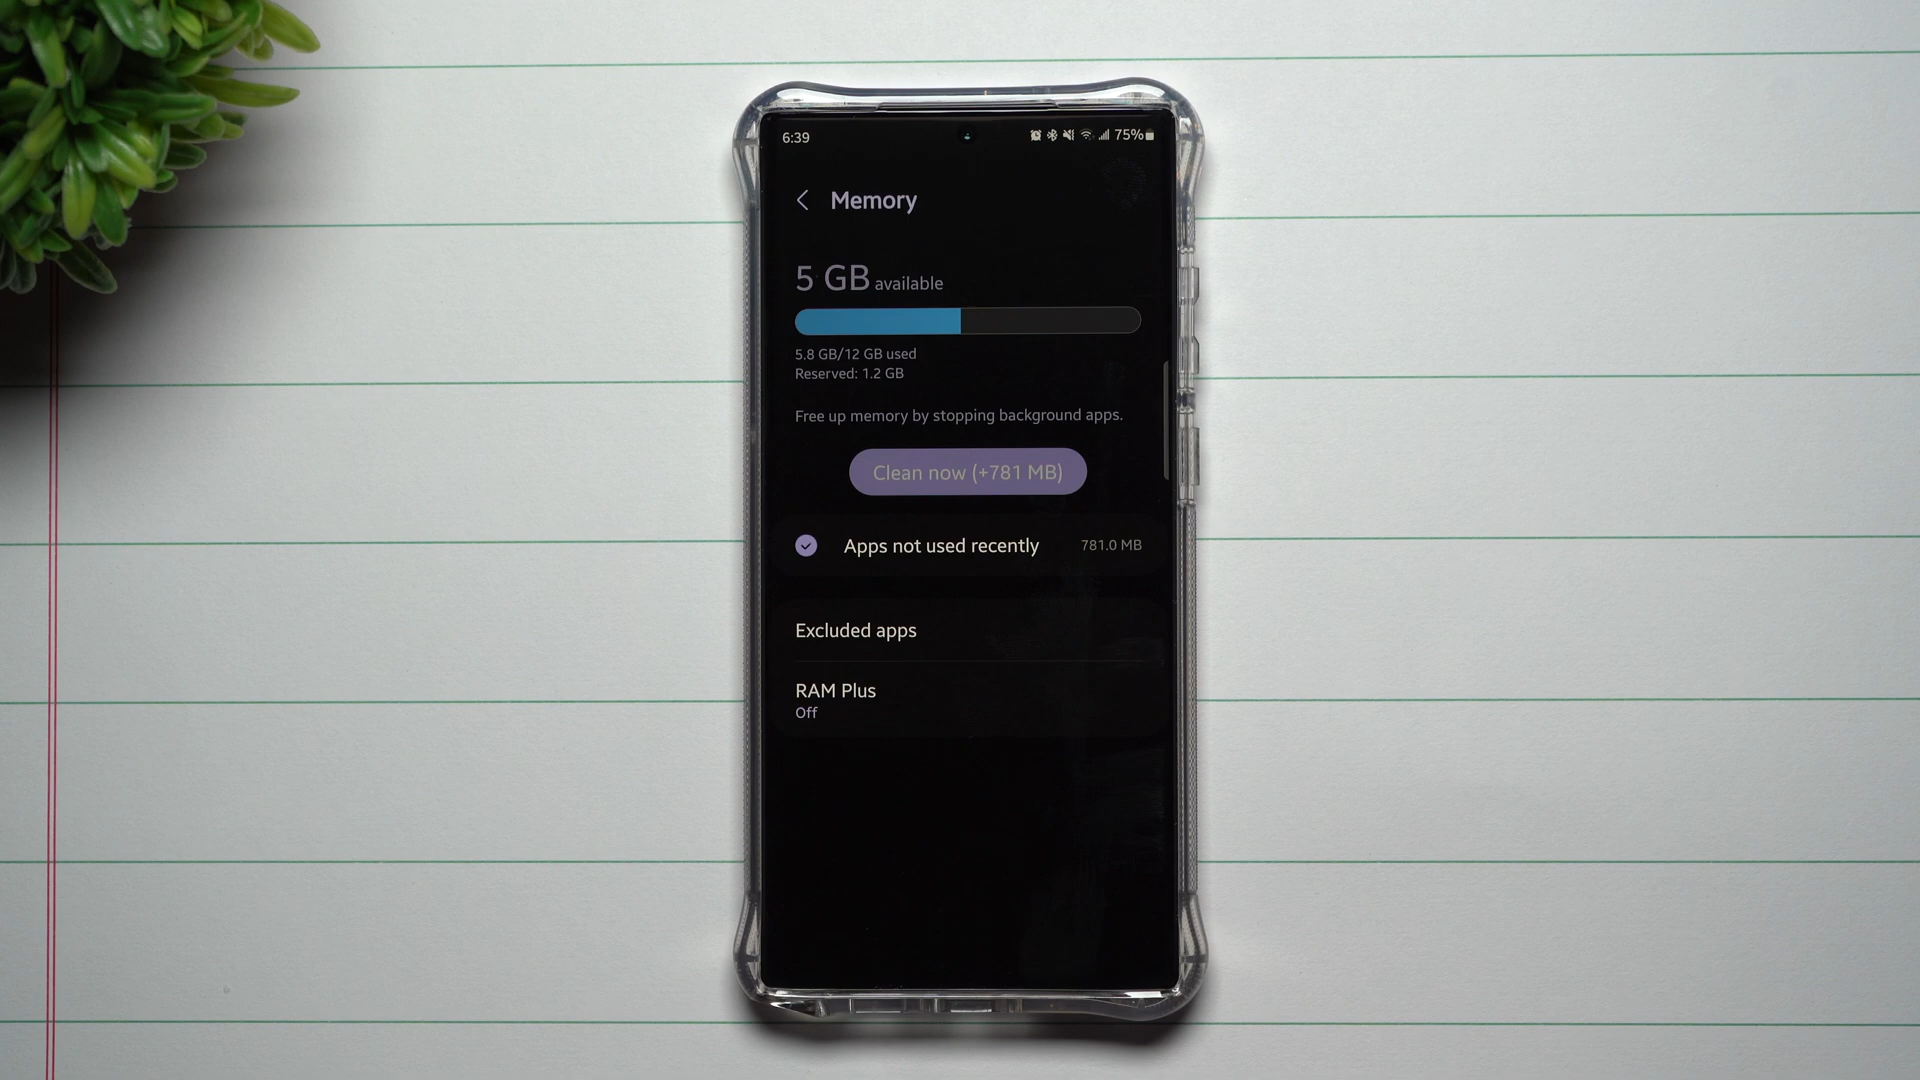 6:39
75%
Memory
5 GB available
5.8 GB/12 GB used
Reserved: 1.2 GB
Free up memory by stopping background apps.
Clean now (+781 MB)
Apps not used recently 781.0 MB
Excluded apps
RAM Plus
Off